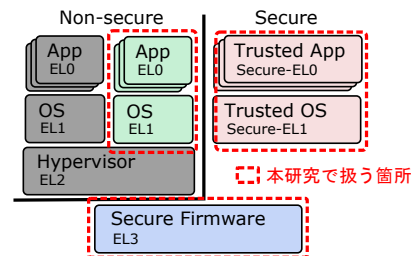 Non-secure
Secure
App
EL0
App
EL0
Trusted App
Secure-EL0
OS
EL1
OS
EL1
Trusted OS
Secure-EL1
Hypervisor
EL2
本研究で扱う箇所
Secure Firmware
EL3